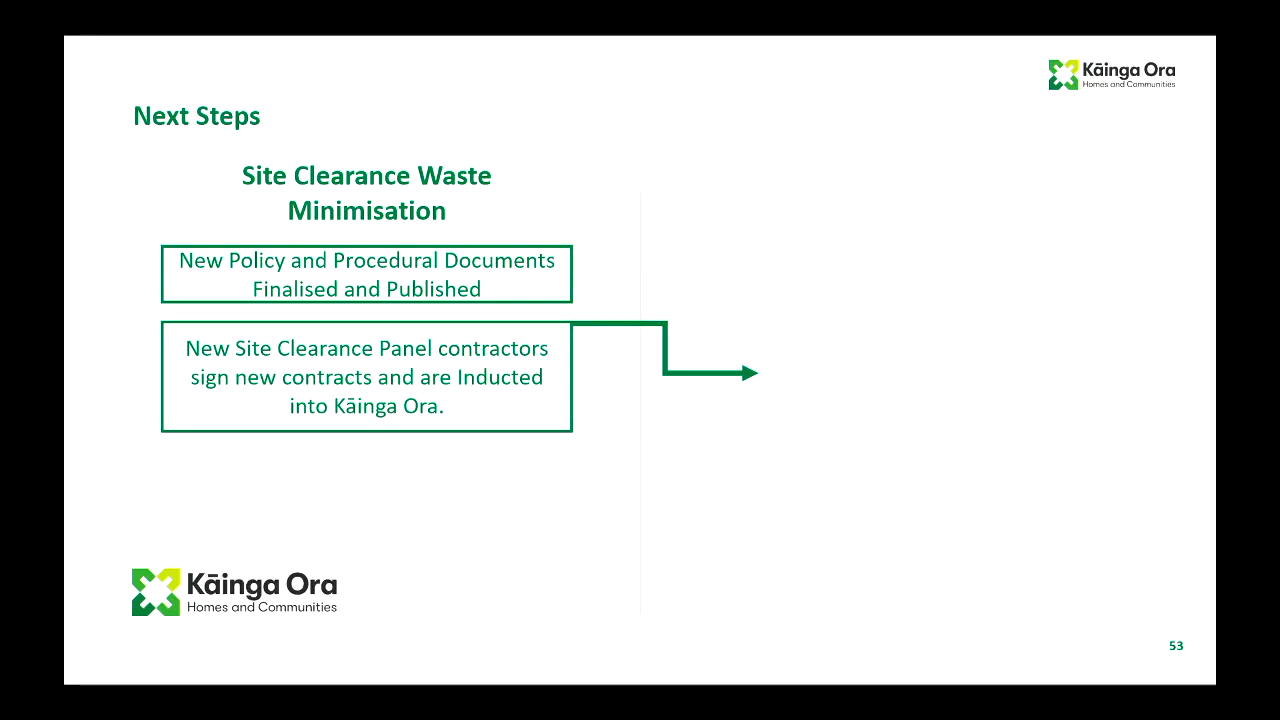 Kāinga Ora
Homes and Communities
Next Steps
Site Clearance Waste
Minimisation
New Policy and Procedural Documents
Finalised and Published
New Site Clearance Panel contractors
sign new contracts and are Inducted
into Kāinga Ora.
Kāinga Ora
Homes and Communities
53